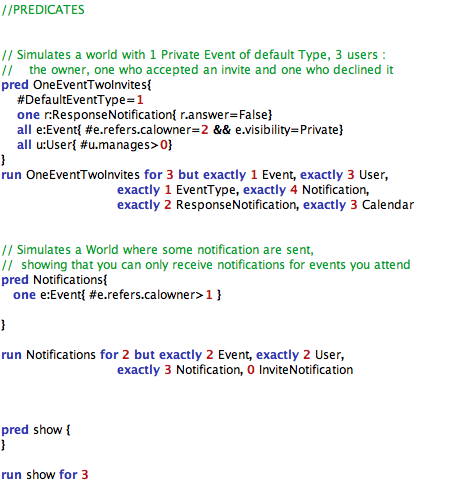 //PREDICATES
// Simulates a world with 1 Private Event of default Type, 3 users :
// the owner, one who accepted an invite and one who declined it
pred OneEventTwoInvites{
#DefaultEventType=1
one r:ResponseNotification{ r.answer=False}
all e:Event{ #e.refers.calowner=2 && e.visibility=Private}
all u:User{ #u.manages>0}
}
run OneEventTwoInvites for 3 but exactly 1 Event, exactly 3 User,
exactly 1 EventType, exactly 4 Notification,
exactly 2 ResponseNotification, exactly 3 Calendar
// Simulates a World where some notification are sent,
// showing that you can only receive notifications for events you attend
pred Notifications{
one e:Event{ #e.refers.calowner>1 }
}
run Notifications for 2 but exactly 2 Event, exactly 2 User,
exactly 3 Notification, 0 InviteNotification
pred show {
}
run show for 3